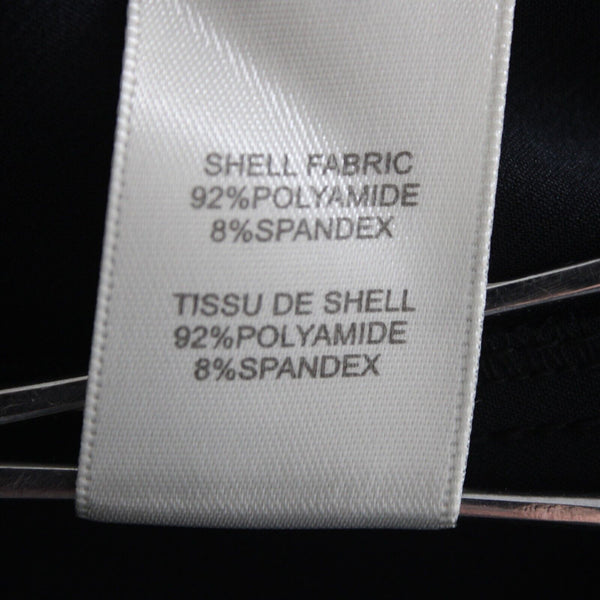 SHELL FABRIC
92%POLYAMIDE
8%SPANDEX
TISSU DE SHELL
92%POLYAMIDE
8%SPANDEX